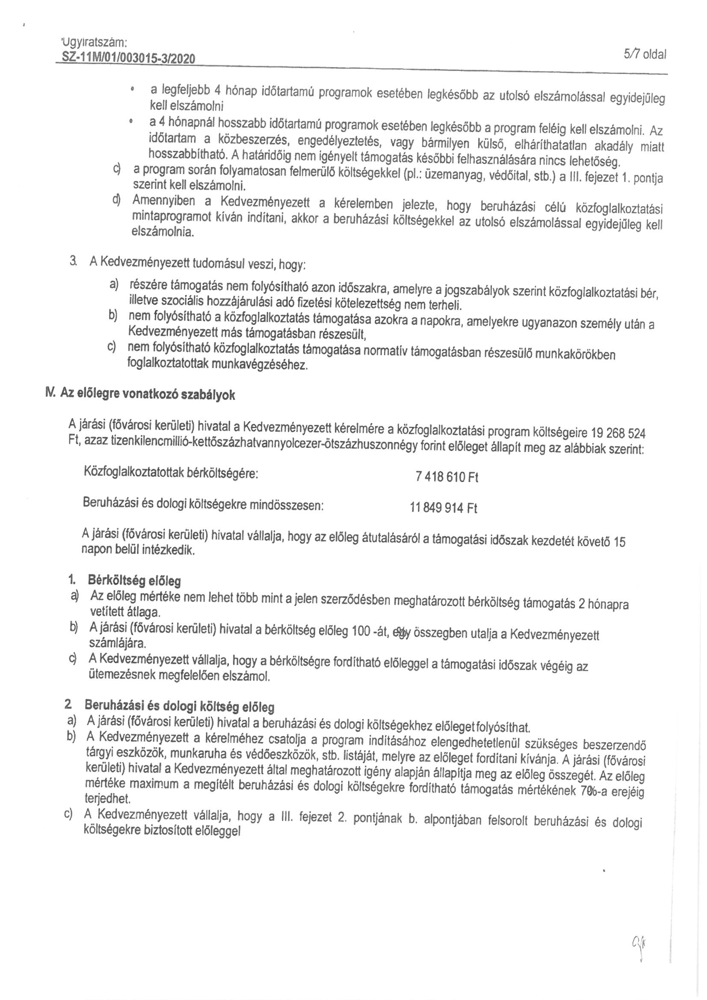 Ügyiratszám:
SZ-11M/01/003015-3/2020
5/7 oldal
• a legfeljebb 4 hónap időtartamú programok esetében legkésőbb az utolsó elszámolással egyidejűleg
kell elszámolni
• a 4 hónapnál hosszabb időtartamú programok esetében legkésőbb a program feléig kell elszámolni. Az
időtartam a közbeszerzés, engedélyeztetés, vagy bármilyen külső, elháríthatatlan akadály miatt
hosszabbítható. A határidőig nem igényelt támogatás későbbi felhasználására nincs lehetőség.
c) a program során folyamatosan felmerülő költségekkel (pl.: üzemanyag, védőital, stb.) a III. fejezet 1. pontja
szerint kell elszámolni.
d) Amennyiben a Kedvezményezett a kérelemben jelezte, hogy beruházási célú közfoglalkoztatási
mintaprogramot kíván indítani, akkor a beruházási költségekkel az utolsó elszámolással egyidejűleg kell
elszámolnia.
3. A Kedvezményezett tudomásul veszi, hogy:
a) részére támogatás nem folyósítható azon időszakra, amelyre a jogszabályok szerint közfoglalkoztatási bér,
illetve szociális hozzájárulási adó fizetési kötelezettség nem terheli.
b) nem folyósítható a közfoglalkoztatás támogatása azokra a napokra, amelyekre ugyanazon személy után a
Kedvezményezett más támogatásban részesült,
c) nem folyósítható közfoglalkoztatás támogatása normatív támogatásban részesülő munkakörökben
foglalkoztatottak munkavégzéséhez.
IV. Az előlegre vonatkozó szabályok
A járási (fővárosi kerületi) hivatal a Kedvezményezett kérelmére a közfoglalkoztatási program költségeire 19 268 524
Ft, azaz tizenkilencmillió-kettőszázhatvannyolcezer-ötszázhuszonnégy forint előleget állapít meg az alábbiak szerint:
Közfoglalkoztatottak bérköltségére: 7 418 610 Ft
Beruházási és dologi költségekre mindösszesen: 11 849 914 Ft
A járási (fővárosi kerületi) hivatal vállalja, hogy az előleg átutalásáról a támogatási időszak kezdetét követő 15
napon belül intézkedik.
1. Bérköltség előleg
a) Az előleg mértéke nem lehet több mint a jelen szerződésben meghatározott bérköltség támogatás 2 hónapra
vetített átlaga.
b) A járási (fővárosi kerületi) hivatal a bérköltség előleg 100 -át, egy összegben utalja a Kedvezményezett
számlájára.
c) A Kedvezményezett vállalja, hogy a bérköltségre fordítható előleggel a támogatási időszak végéig az
ütemezésnek megfelelően elszámol.
2 Beruházási és dologi költség előleg
a) A járási (fővárosi kerületi) hivatal a beruházási és dologi költségekhez előleget folyósíthat.
b) A Kedvezményezett a kérelméhez csatolja a program indításához elengedhetetlenül szükséges beszerzendő
tárgyi eszközök, munkaruha és védőeszközök, stb. listáját, melyre az előleget fordítani kívánja. A járási (fővárosi
kerületi) hivatal a Kedvezményezett által meghatározott igény alapján állapítja meg az előleg összegét. Az előleg
mértéke maximum a megítélt beruházási és dologi költségekre fordítható támogatás mértékének 70%-a erejéig
terjedhet.
c) A Kedvezményezett vállalja, hogy a III. fejezet 2. pontjának b. alpontjában felsorolt beruházási és dologi
költségekre biztosított előleggel